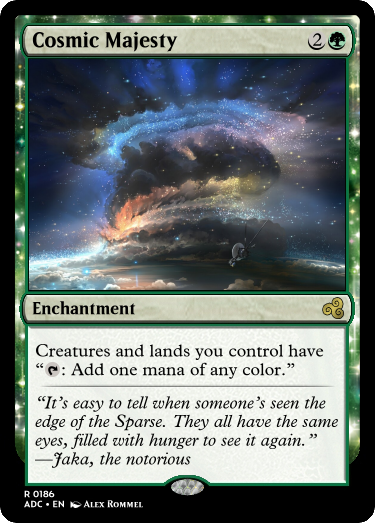 Cosmic Majesty 2
Enchantment
Creatures and lands you control have
“: Add one mana of any color.”
“It’s easy to tell when someone’s seen the
edge of the Sparse. They all have the same
eyes, filled with hunger to see it again.”
—Jaka, the notorious
R 0186
ADC • EN Alex Rommel